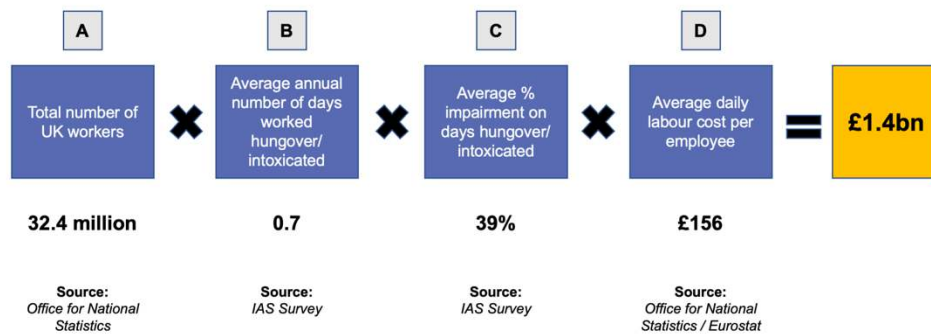 A
B
C
D
Total number of
UK workers
Average annual
number of days
worked
hungover/
intoxicated
Average %
impairment on
days hungover/
intoxicated
Average daily
labour cost per
employee
£1.4bn
32.4 million
0.7
39%
£156
Source:
Office for National
Statistics
Source:
IAS Survey
Source:
IAS Survey
Source:
Office for National
Statistics / Eurostat